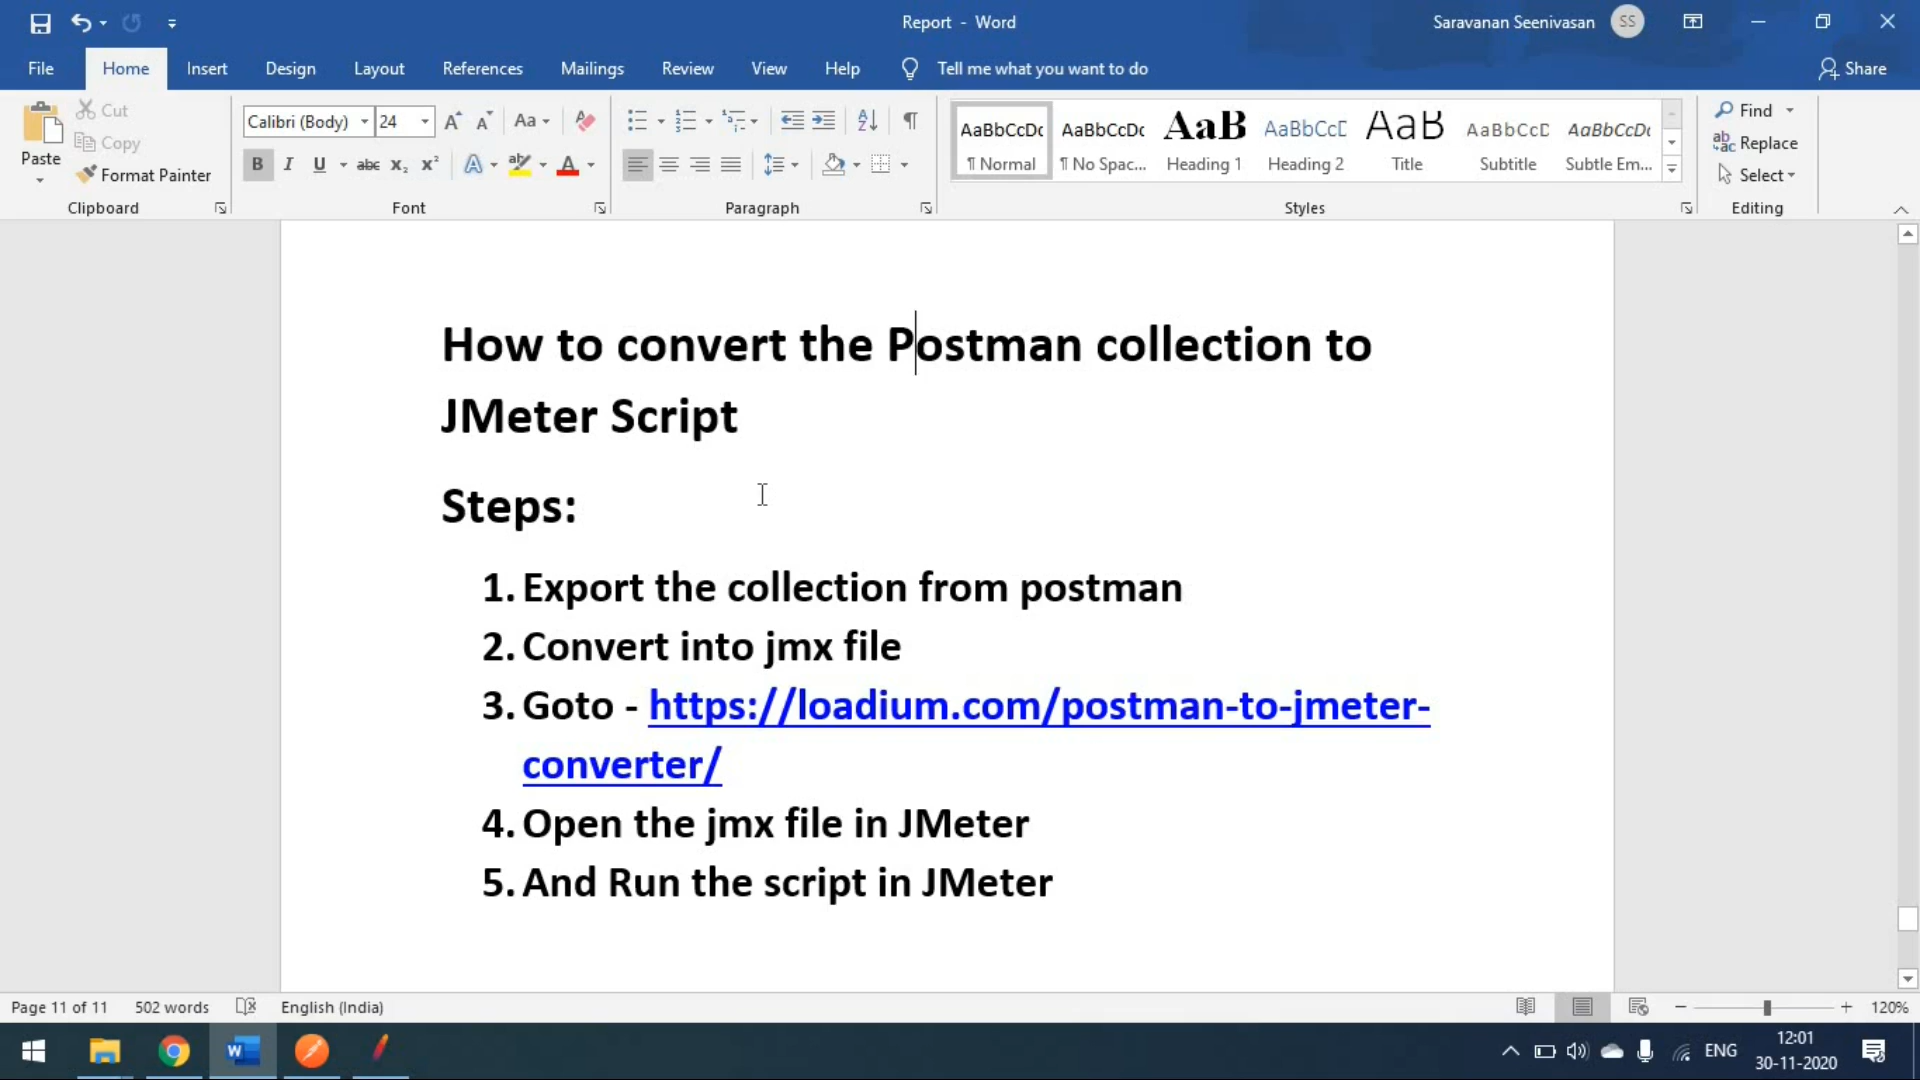 Report - Word
Saravanan Seenivasan SS
File Home Insert Design Layout References Mailings Review View Help Tell me what you want to do Share
Paste
Cut
Copy
Format Painter
Clipboard
Calibri (Body) 24
Aa
B I U abc x₂ x² A A
Font
Paragraph
AaBbCcDc AaBbCcDc AaB AaBbCcD AaB AaBbCcD AaBbCcDc
¶ Normal ¶ No Spac... Heading 1 Heading 2 Title Subtitle Subtle Em...
Styles
Find
Replace
Select
Editing
How to convert the Postman collection to
JMeter Script
Steps:
1. Export the collection from postman
2. Convert into jmx file
3. Goto - https://loadium.com/postman-to-jmeter-
converter/
4. Open the jmx file in JMeter
5. And Run the script in JMeter
Page 11 of 11 502 words English (India) 120%
ENG
12:01
30-11-2020